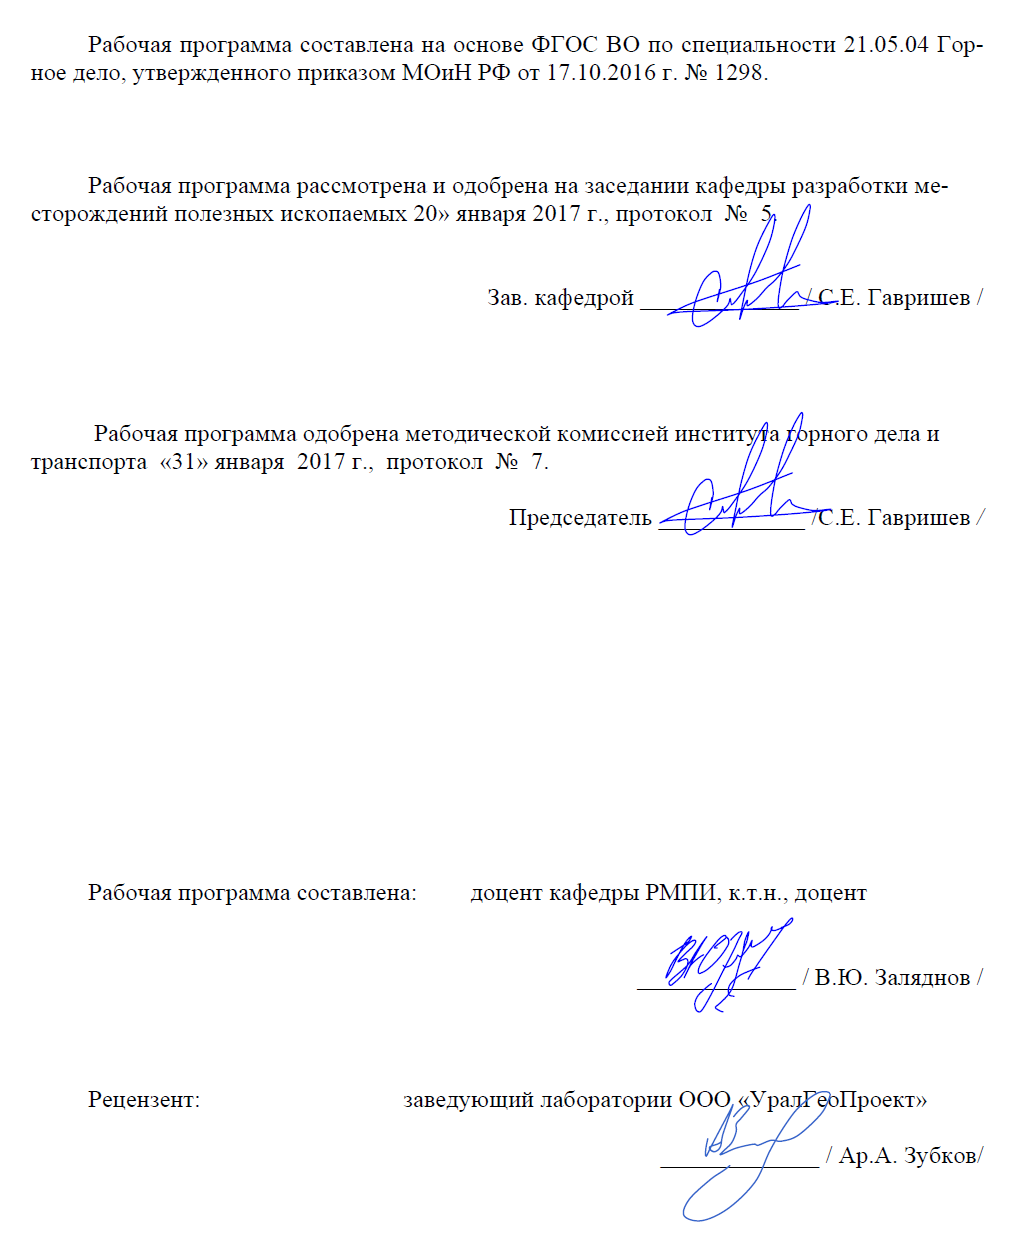 Рабочая программа составлена на основе ФГОС ВО по специальности 21.05.04 Гор-
ное дело, утвержденного приказом МОиН РФ от 17.10.2016 г. № 1298.
Рабочая программа рассмотрена и одобрена на заседании кафедры разработки ме-
сторождений полезных ископаемых 20» января 2017 г., протокол № 5.
Зав. кафедрой _____________ / С.Е. Гавришев /
Рабочая программа одобрена методической комиссией института горного дела и
транспорта «31» января 2017 г., протокол № 7.
Председатель ____________ /С.Е. Гавришев /
Рабочая программа составлена: доцент кафедры РМПИ, к.т.н., доцент
_____________ / В.Ю. Заляднов /
Рецензент: заведующий лаборатории ООО «УралГеоПроект»
_____________ / Ар.А. Зубков/